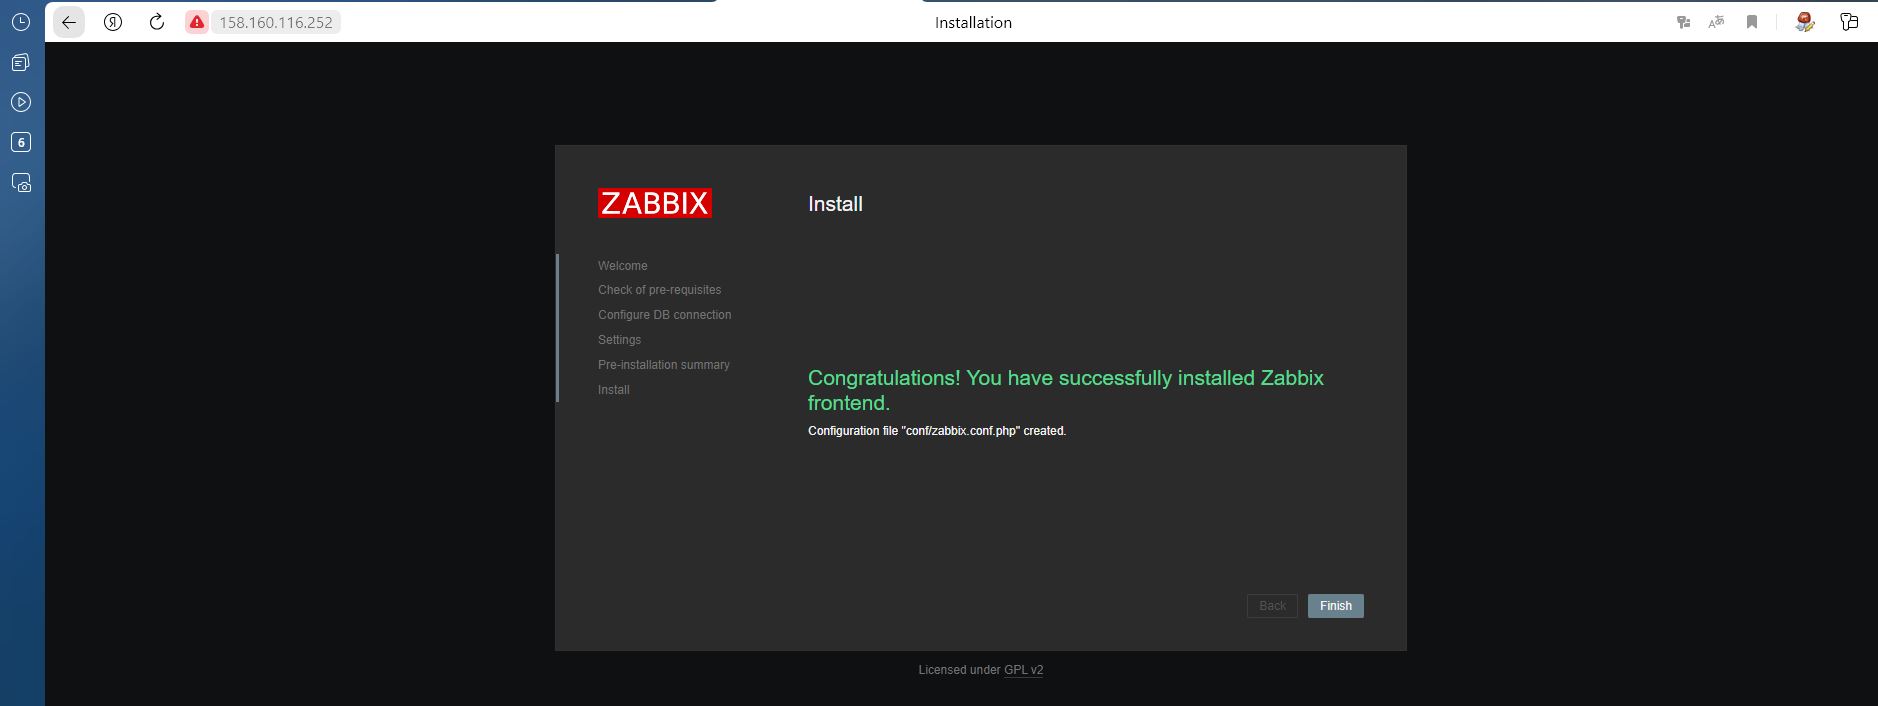 Я
158.160.116.252
Installation
6
ZABBIX
Install
Welcome
Check of pre-requisites
Configure DB connection
Settings
Pre-installation summary
Install
Congratulations! You have successfully installed Zabbix
frontend.
Configuration file "conf/zabbix.conf.php" created.
Back
Finish
Licensed under GPL v2